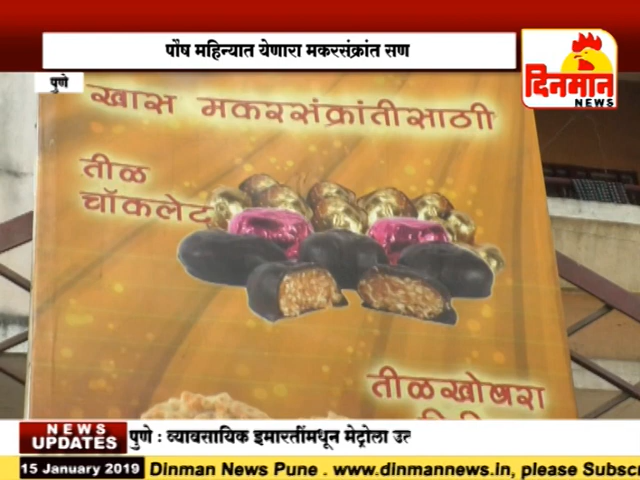 पौष महिन्यात येणारा मकरसंक्रांत सण
दिनमान
NEWS
पुणे
खास मकरसंक्रांतीसाठी
तीळ
चॉकलेट
तीळखोबरा
NEWS
UPDATES
पुणे : व्यावसायिक इमारतींमधून मेट्रोला उत
15 January 2019
Dinman News Pune . www.dinmannews.in, please Subscr